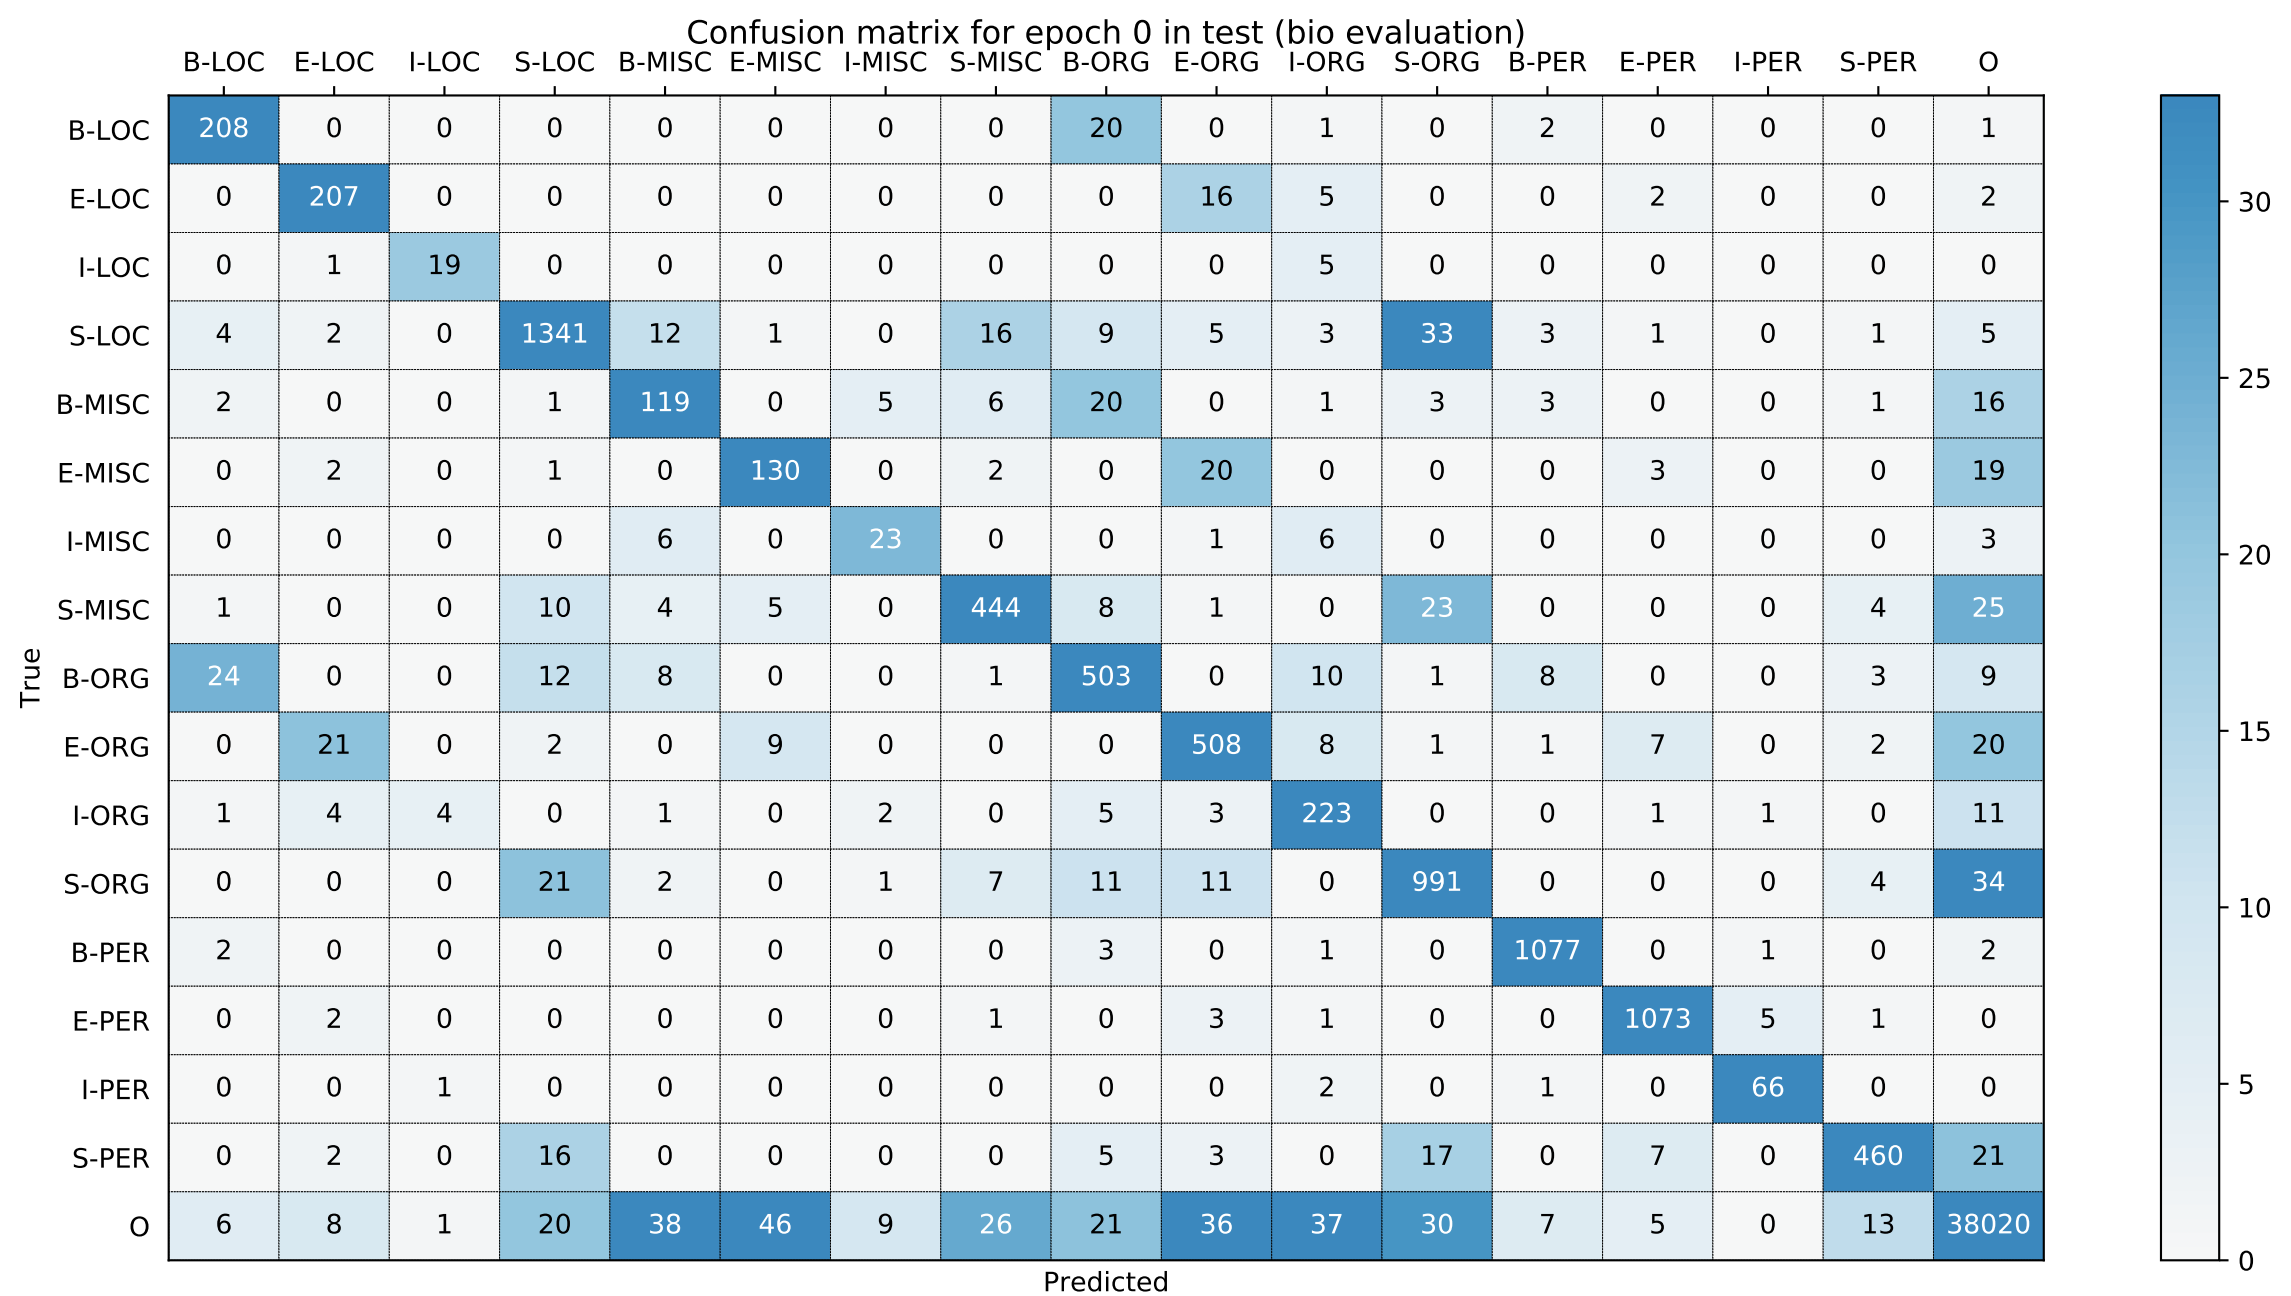 Confusion matrix for epoch 0 in test (bio evaluation)
B-LOC E-LOC I-LOC S-LOC B-MISC E-MISC I-MISC S-MISC B-ORG E-ORG I-ORG S-ORG B-PER E-PER I-PER S-PER O
B-LOC 208 0 0 0 0 0 0 0 20 0 1 0 2 0 0 0 1
E-LOC 0 207 0 0 0 0 0 0 0 16 5 0 0 2 0 0 2
I-LOC 0 1 19 0 0 0 0 0 0 0 5 0 0 0 0 0 0
S-LOC 4 2 0 1341 12 1 0 16 9 5 3 33 3 1 0 1 5
B-MISC 2 0 0 1 119 0 5 6 20 0 1 3 3 0 0 1 16
E-MISC 0 2 0 1 0 130 0 2 0 20 0 0 0 3 0 0 19
I-MISC 0 0 0 0 6 0 23 0 0 1 6 0 0 0 0 0 3
S-MISC 1 0 0 10 4 5 0 444 8 1 0 23 0 0 0 4 25
B-ORG 24 0 0 12 8 0 0 1 503 0 10 1 8 0 0 3 9
E-ORG 0 21 0 2 0 9 0 0 0 508 8 1 1 7 0 2 20
I-ORG 1 4 4 0 1 0 2 0 5 3 223 0 0 1 1 0 11
S-ORG 0 0 0 21 2 0 1 7 11 11 0 991 0 0 0 4 34
B-PER 2 0 0 0 0 0 0 0 3 0 1 0 1077 0 1 0 2
E-PER 0 2 0 0 0 0 0 1 0 3 1 0 0 1073 5 1 0
I-PER 0 0 1 0 0 0 0 0 0 0 2 0 1 0 66 0 0
S-PER 0 2 0 16 0 0 0 0 5 3 0 17 0 7 0 460 21
O 6 8 1 20 38 46 9 26 21 36 37 30 7 5 0 13 38020
True
Predicted
30
25
20
15
10
5
0